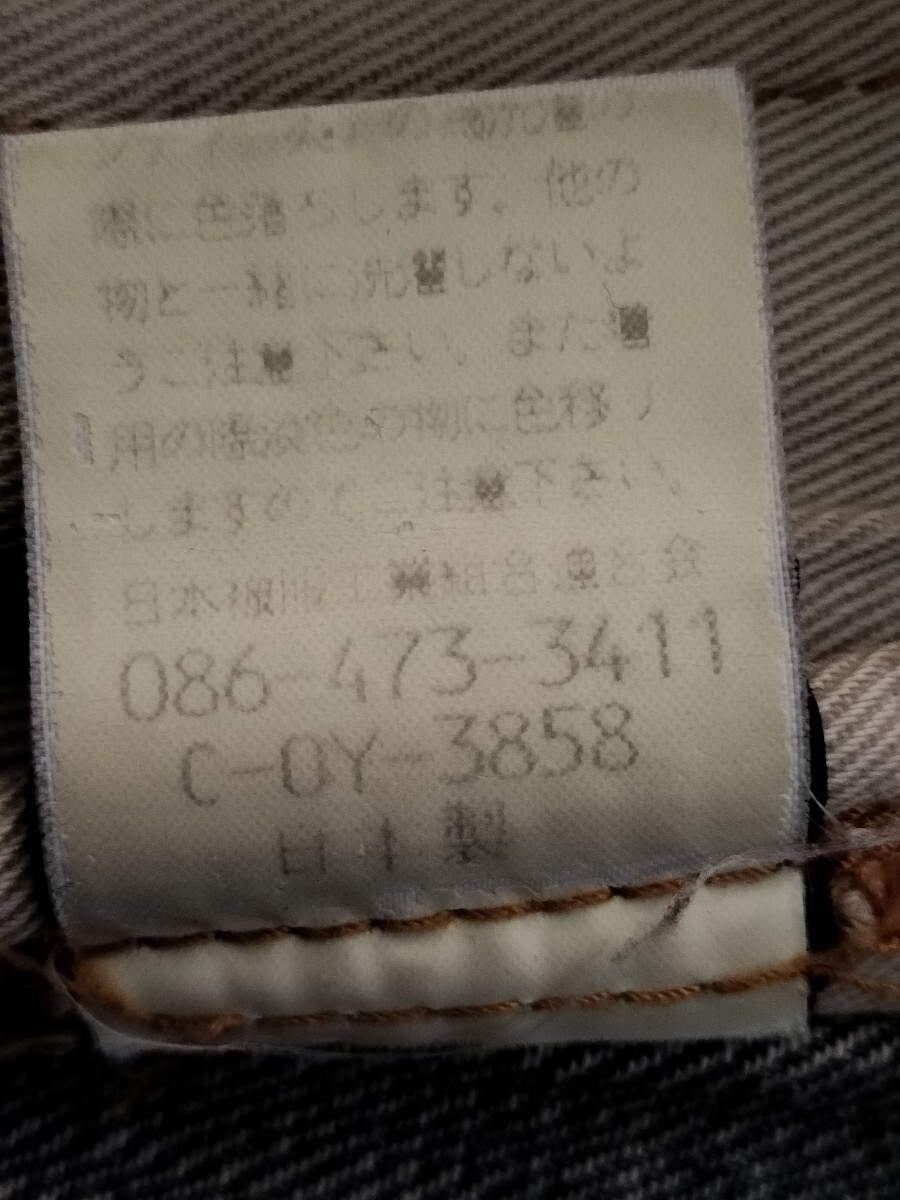 際に色落ちします。他の
物と一緒に洗濯しないよ
うご注意下さい。また着
用の際淡色の物に色移り
しますのでご注意下さい。
日本被服工業組合連合会
086-473-3411
C-OY-3858
日本製